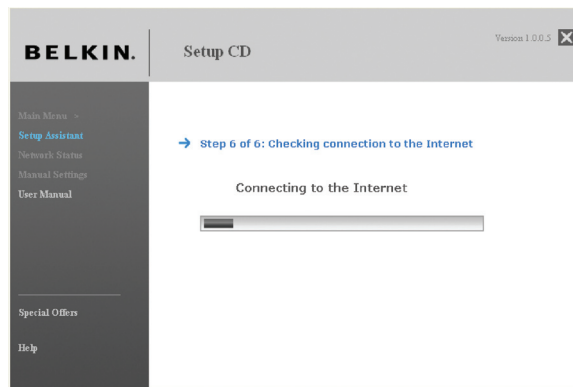 BELKIN.
Setup CD
Version 1.0.0.5
Main Menu >
Setup Assistant
Network Status
Manual Settings
User Manual
Special Offers
Help
Step 6 of 6: Checking connection to the Internet
Connecting to the Internet